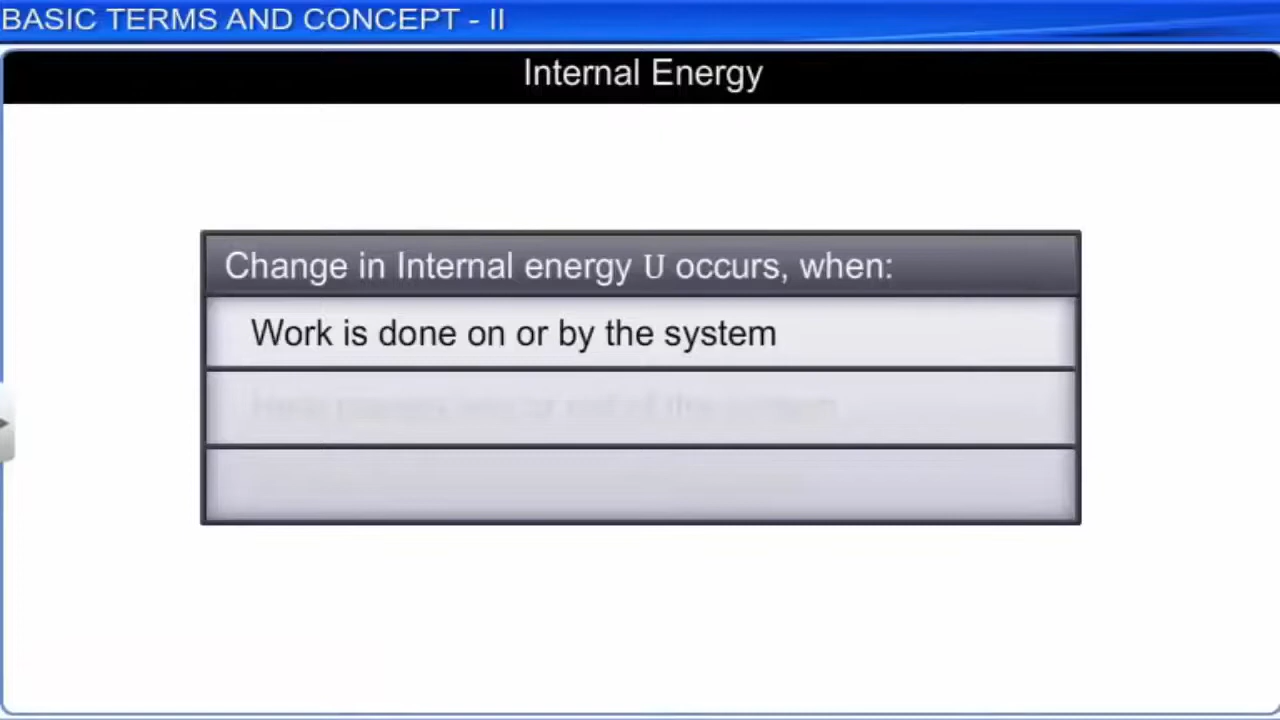 BASIC TERMS AND CONCEPT - II
Internal Energy
Change in Internal energy U occurs, when:
Work is done on or by the system